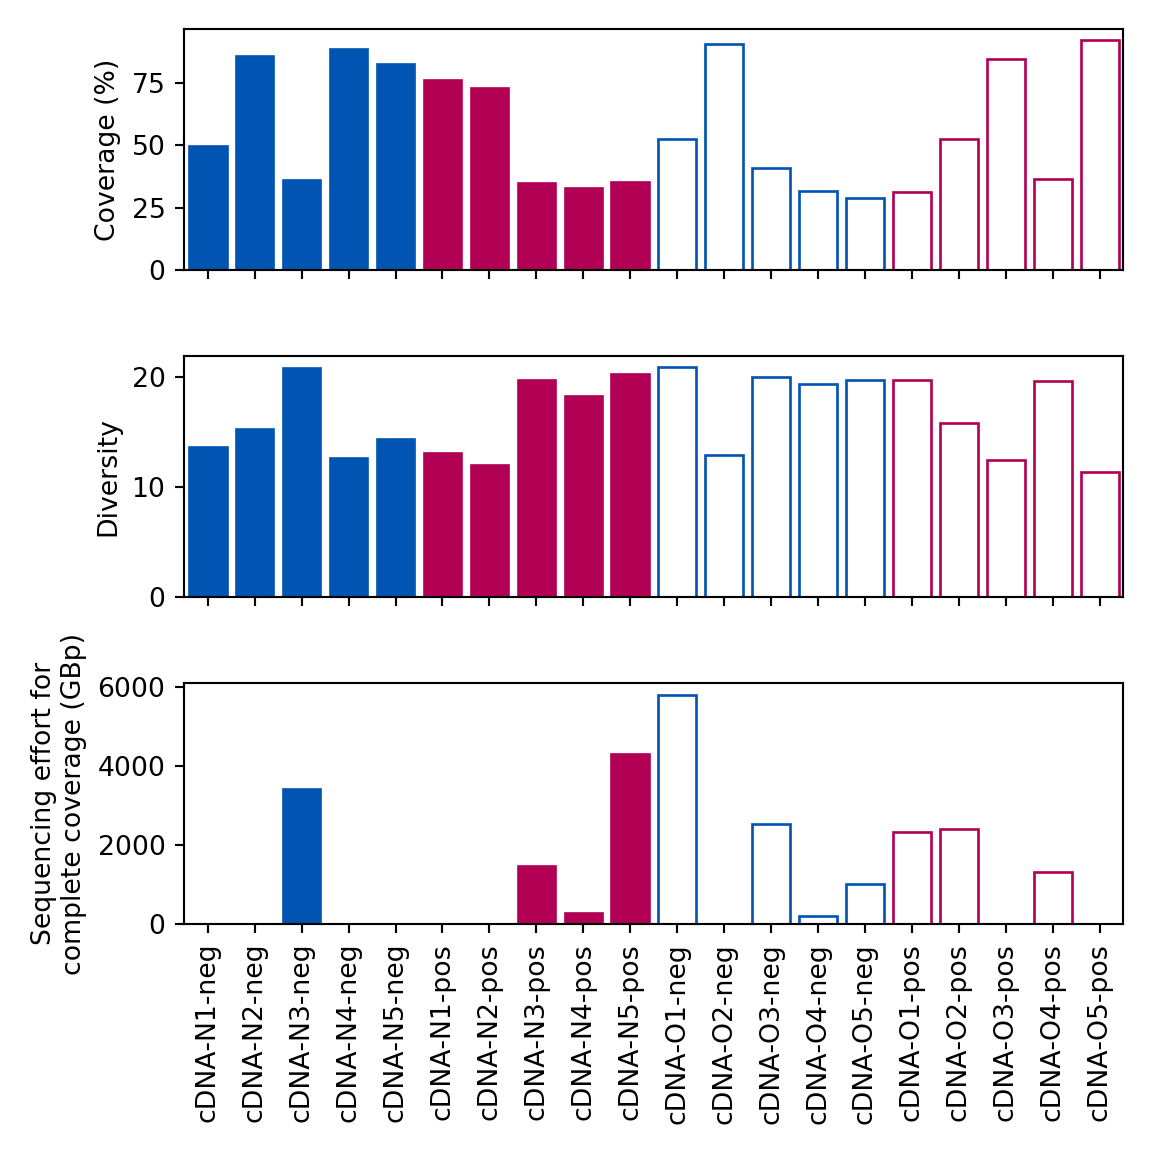 Coverage (%)
75
50
25
0
Diversity
20
10
0
Sequencing effort for
complete coverage (GBp)
6000
4000
2000
0
cDNA-N1-neg
cDNA-N2-neg
cDNA-N3-neg
cDNA-N4-neg
cDNA-N5-neg
cDNA-N1-pos
cDNA-N2-pos
cDNA-N3-pos
cDNA-N4-pos
cDNA-N5-pos
cDNA-O1-neg
cDNA-O2-neg
cDNA-O3-neg
cDNA-O4-neg
cDNA-O5-neg
cDNA-O1-pos
cDNA-O2-pos
cDNA-O3-pos
cDNA-O4-pos
cDNA-O5-pos